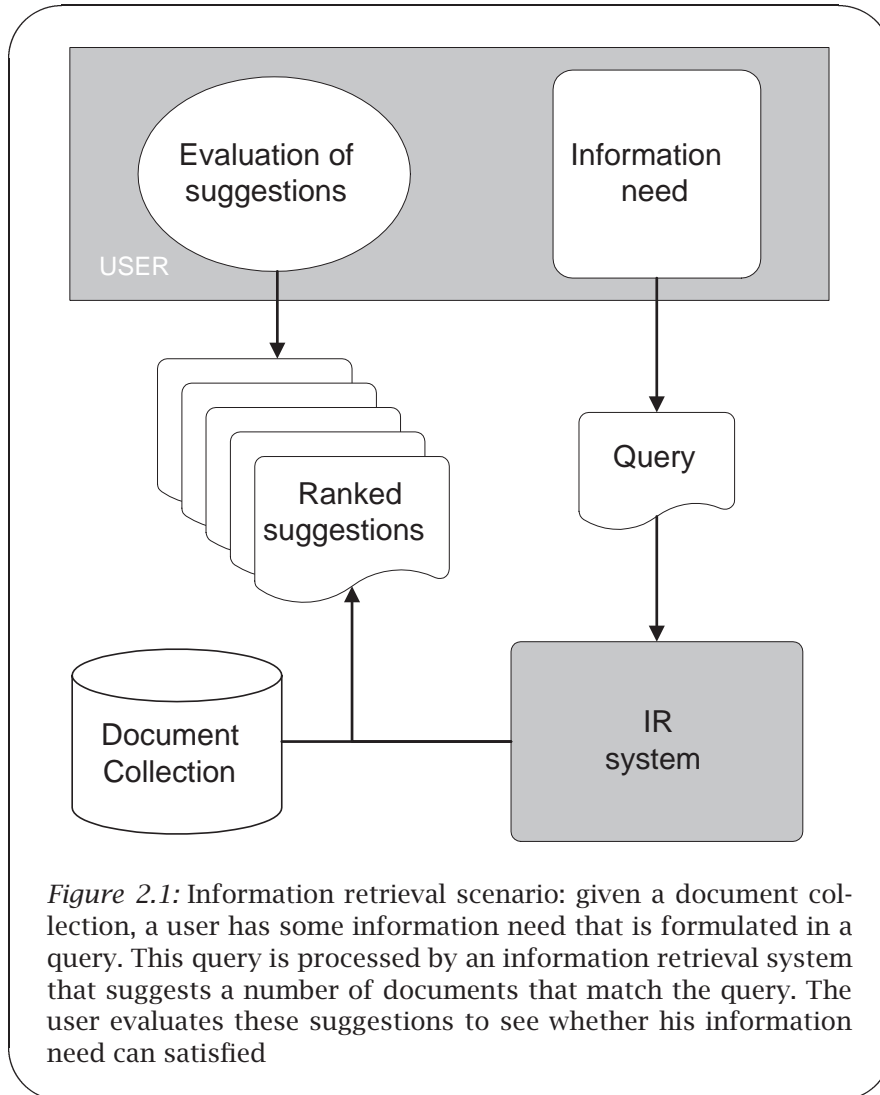 Evaluation of
suggestions
Information
need
USER
Ranked
suggestions
Query
Document
Collection
IR
system
Figure 2.1: Information retrieval scenario: given a document col-
lection, a user has some information need that is formulated in a
query. This query is processed by an information retrieval system
that suggests a number of documents that match the query. The
user evaluates these suggestions to see whether his information
need can satisfied